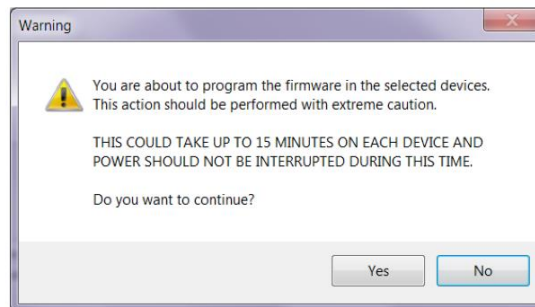 Warning
You are about to program the firmware in the selected devices.
This action should be performed with extreme caution.
THIS COULD TAKE UP TO 15 MINUTES ON EACH DEVICE AND
POWER SHOULD NOT BE INTERRUPTED DURING THIS TIME.
Do you want to continue?
Yes No